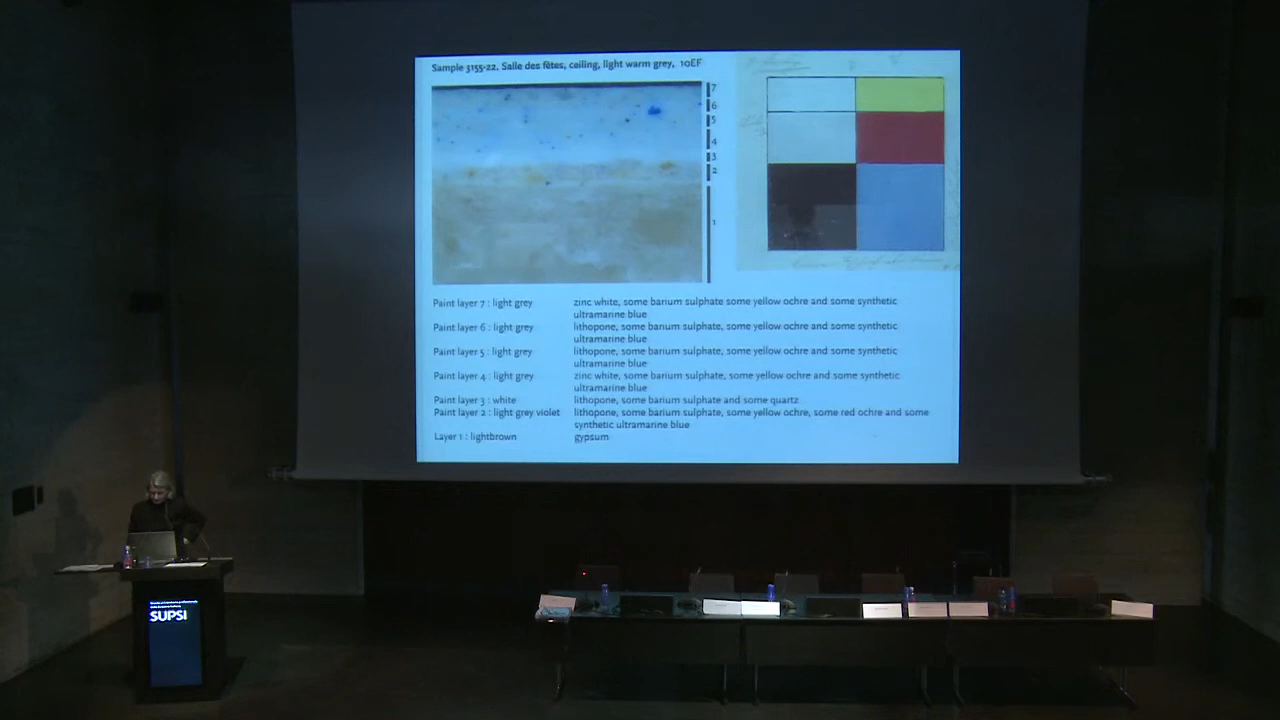 Sample 3155-22. Salle des fêtes, ceiling, light warm grey, 10EF
7
6
5
4
3
2
1
Paint layer 7 : light grey zinc white, some barium sulphate some yellow ochre and some synthetic
ultramarine blue
Paint layer 6 : light grey lithopone, some barium sulphate, some yellow ochre and some synthetic
ultramarine blue
Paint layer 5 : light grey lithopone, some barium sulphate, some yellow ochre and some synthetic
ultramarine blue
Paint layer 4 : light grey zinc white, some barium sulphate, some yellow ochre and some synthetic
ultramarine blue
Paint layer 3 : white lithopone, some barium sulphate and some quartz
Paint layer 2 : light grey violet lithopone, some barium sulphate, some yellow ochre, some red ochre and some
synthetic ultramarine blue
Layer 1 : lightbrown gypsum
SUPSI